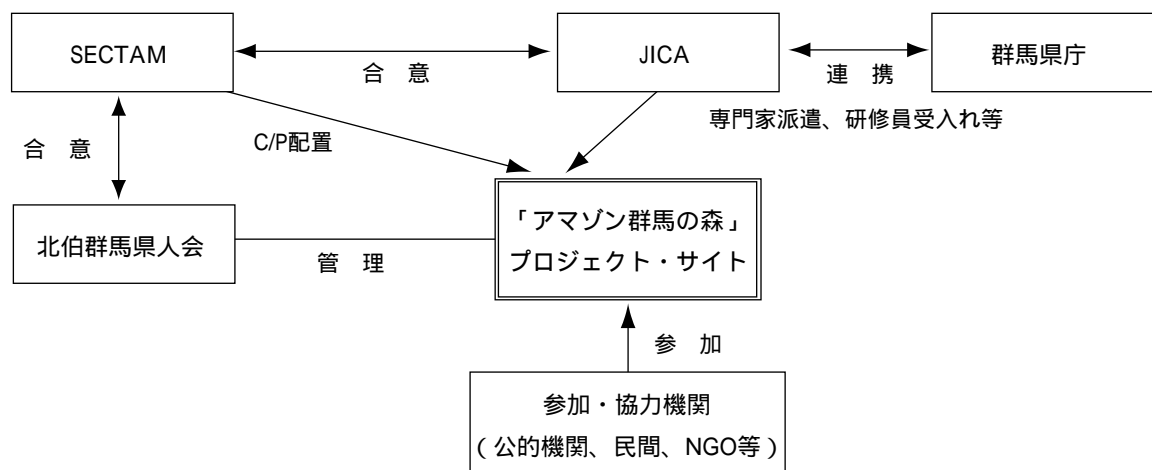 SECTAM
合　意
JICA
連　携
群馬県庁
専門家派遣、研修員受入れ等
合　意
C/P配置
北伯群馬県人会
管　理
「アマゾン群馬の森」
プロジェクト・サイト
参　加
参加・協力機関
（公的機関、民間、NGO等）